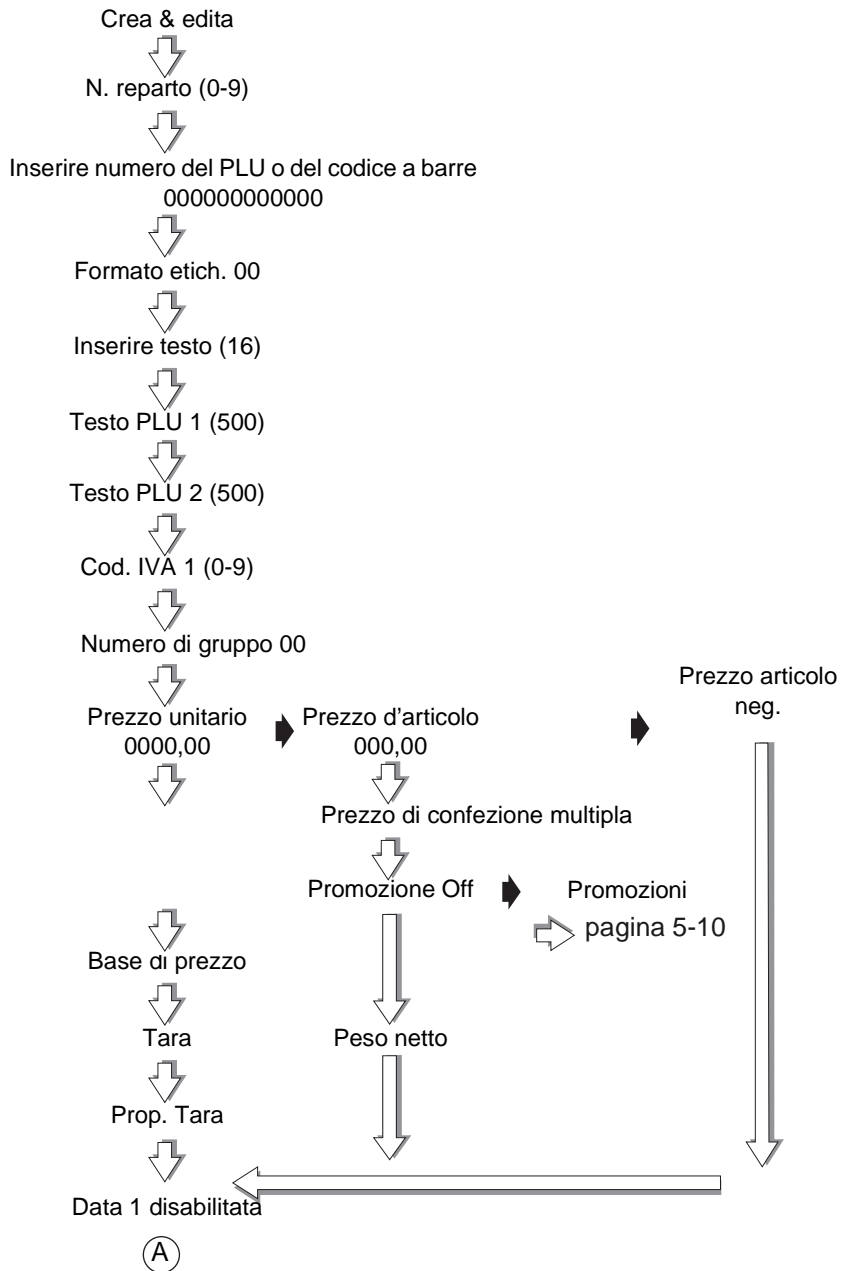 Crea & edita
N. reparto (0-9)
Inserire numero del PLU o del codice a barre
000000000000
Formato etich. 00
Inserire testo (16)
Testo PLU 1 (500)
Testo PLU 2 (500)
Cod. IVA 1 (0-9)
Numero di gruppo 00
Prezzo unitario
0000,00
Prezzo d'articolo
000,00
Prezzo articolo
neg.
Prezzo di confezione multipla
Promozione Off
Promozioni
pagina 5-10
Base di prezzo
Tara
Peso netto
Prop. Tara
Data 1 disabilitata
A